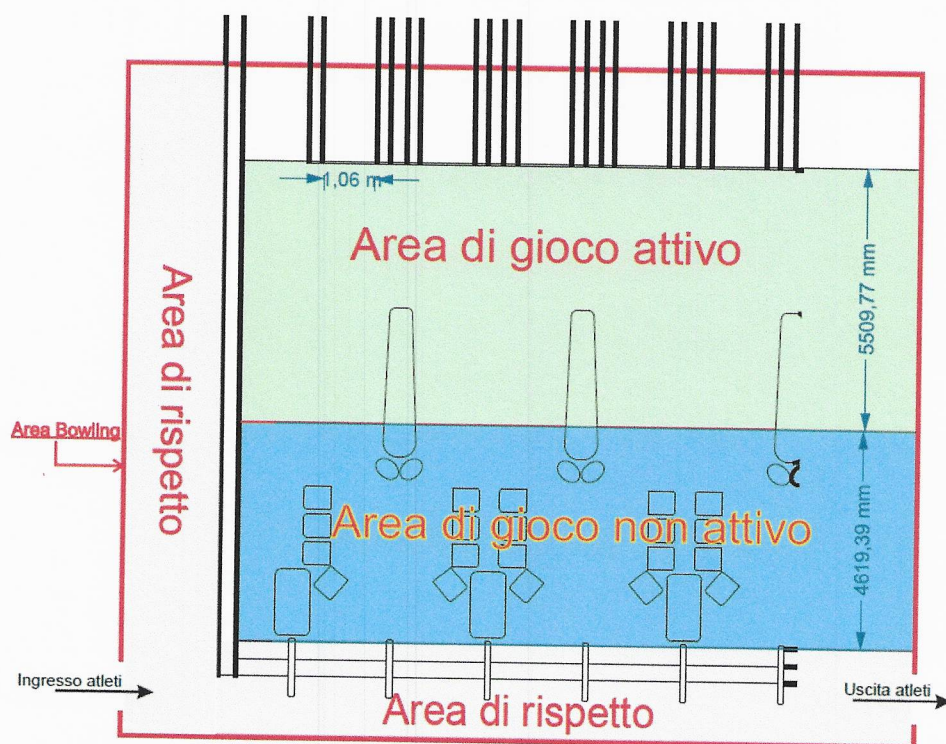 1,06 m
Area di gioco attivo
5509,77 mm
Area di rispetto
Area Bowling
Area di gioco non attivo
4619,39 mm
Ingresso atleti
Uscita atleti
Area di rispetto